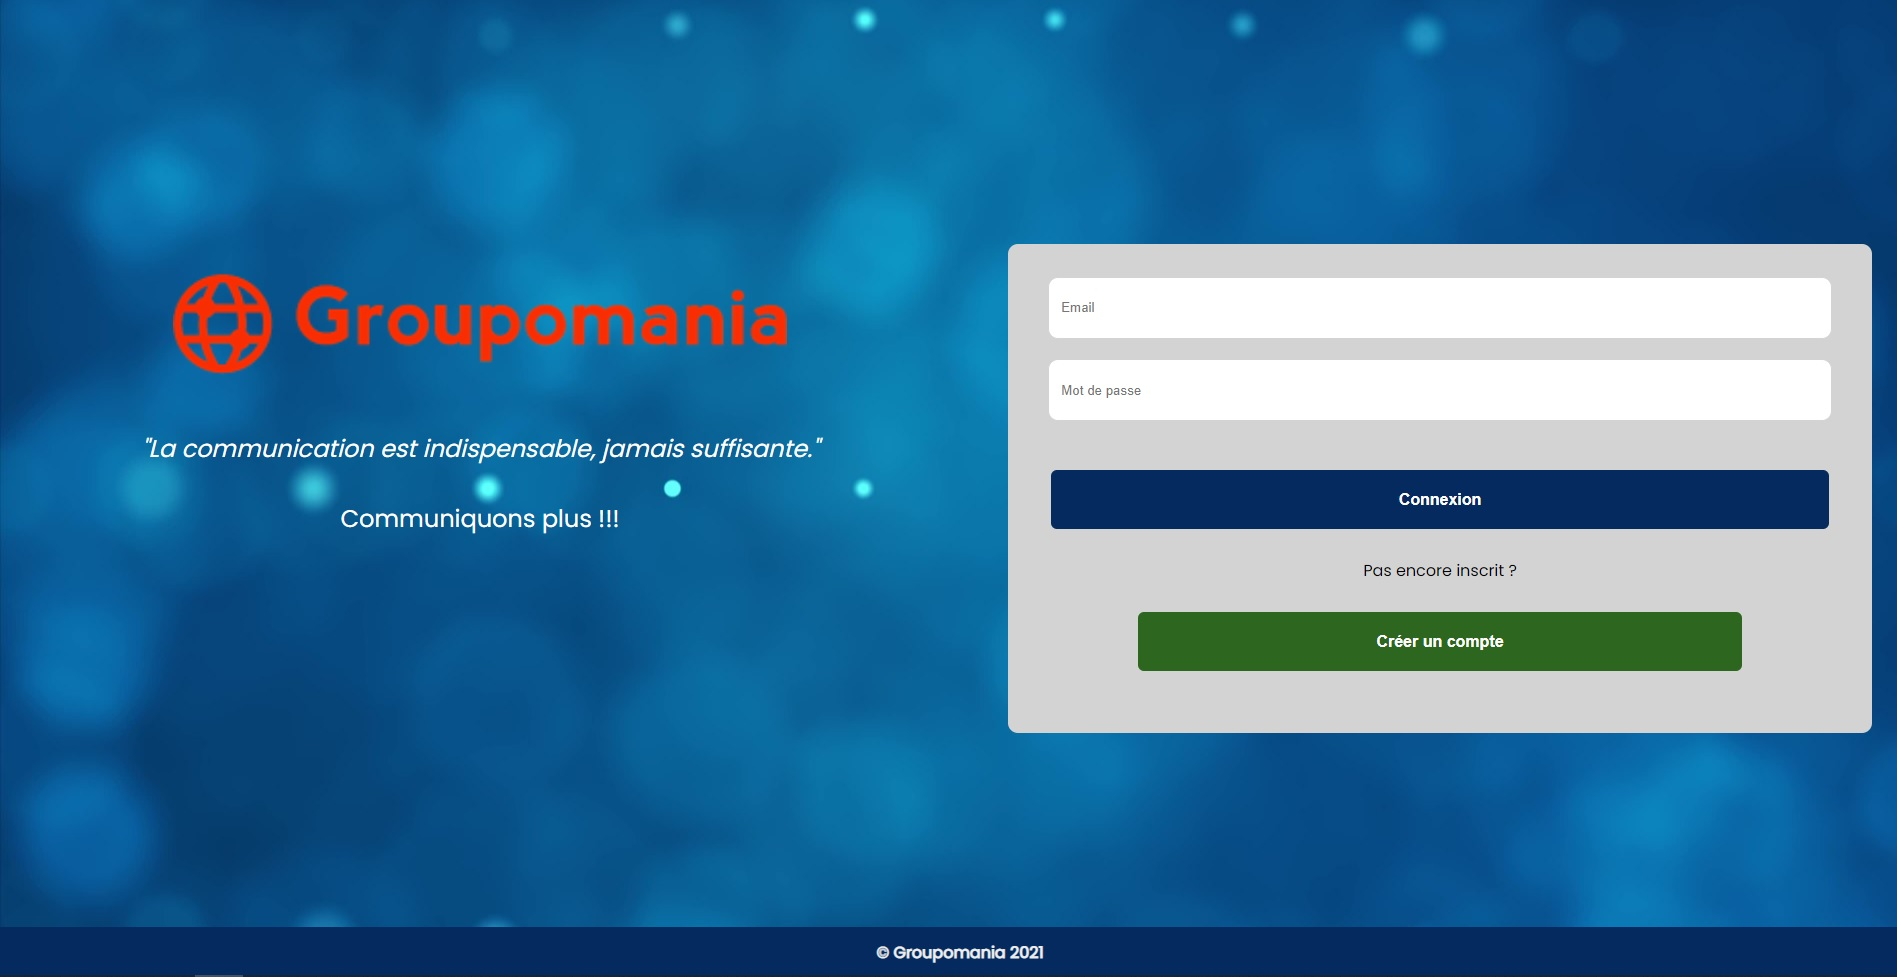 Groupomania
"La communication est indispensable, jamais suffisante."
Communiquons plus !!!
Email
Mot de passe
Connexion
Pas encore inscrit ?
Créer un compte
© Groupomania 2021